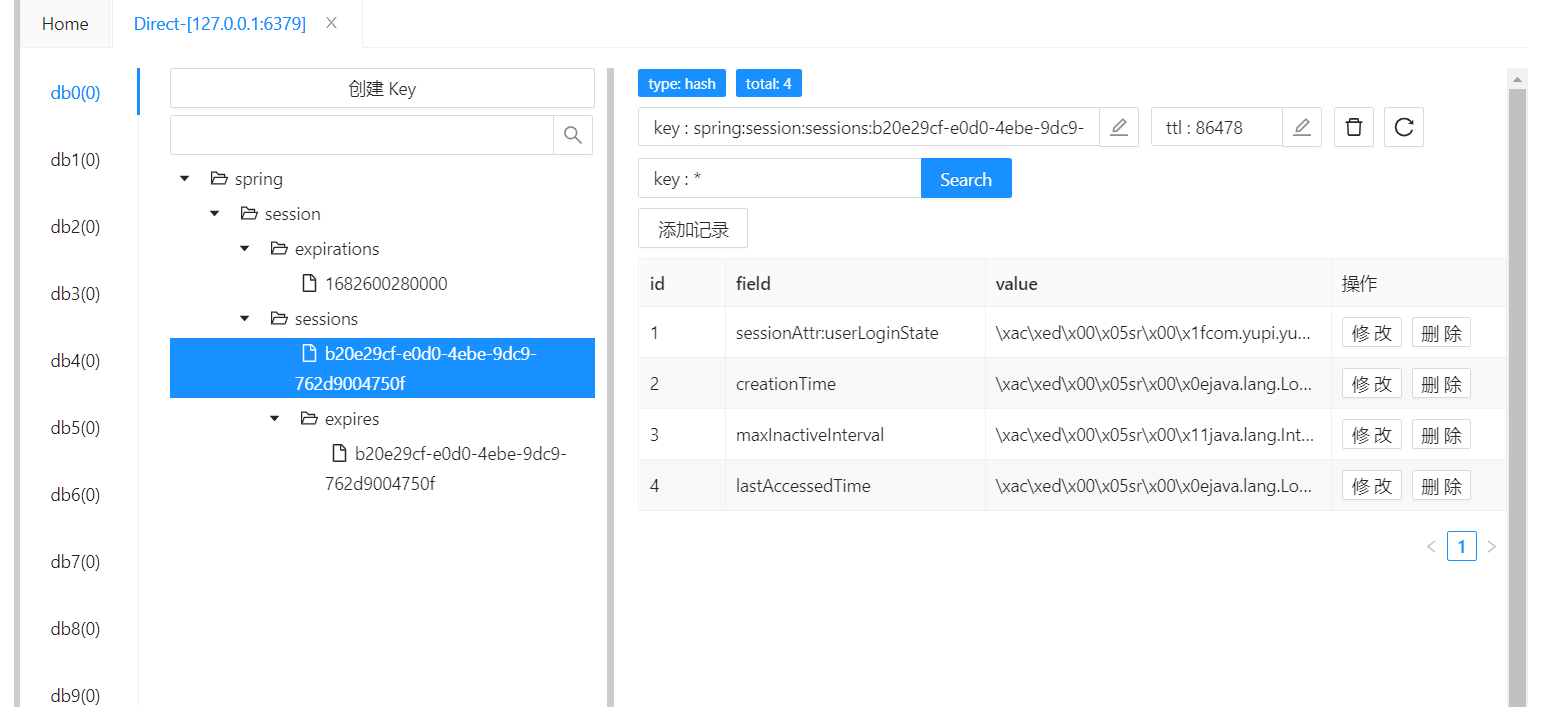 Home
Direct-[127.0.0.1:6379]
db0(0)
db1(0)
db2(0)
db3(0)
db4(0)
db5(0)
db6(0)
db7(0)
db8(0)
db9(0)
创建 Key
spring
session
expirations
1682600280000
sessions
b20e29cf-e0d0-4ebe-9dc9-
762d9004750f
expires
b20e29cf-e0d0-4ebe-9dc9-
762d9004750f
type: hash total: 4
key : spring:session:sessions:b20e29cf-e0d0-4ebe-9dc9- ttl : 86478
key : * Search
添加记录
id field value 操作
1 sessionAttr:userLoginState \xac\xed\x00\x05sr\x00\x1fcom.yupi.yu... 修 改 删 除
2 creationTime \xac\xed\x00\x05sr\x00\x0ejava.lang.Lo... 修 改 删 除
3 maxInactiveInterval \xac\xed\x00\x05sr\x00\x11java.lang.Int... 修 改 删 除
4 lastAccessedTime \xac\xed\x00\x05sr\x00\x0ejava.lang.Lo... 修 改 删 除
< 1 >